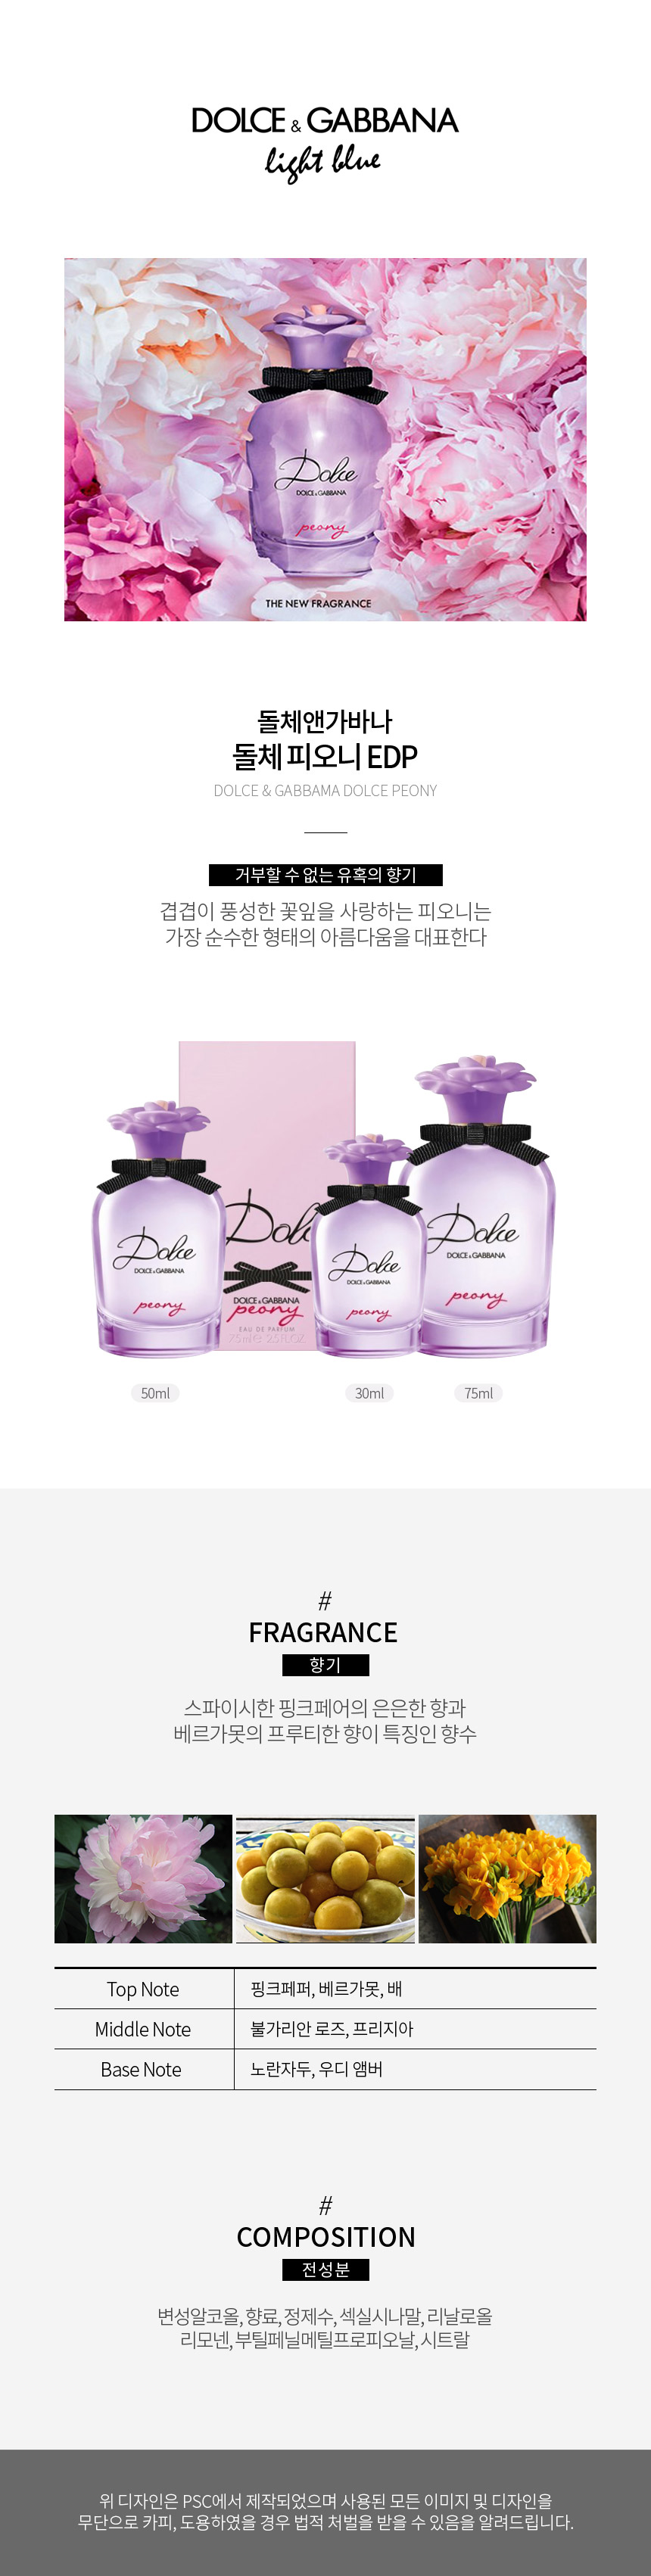 DOLCE & GABBANA
light blue
Dolce
DOLCE & GABBANA
peony
THE NEW FRAGRANCE
돌체앤가바나
돌체 피오니 EDP
DOLCE & GABBAMA DOLCE PEONY
거부할 수 없는 유혹의 향기
겹겹이 풍성한 꽃잎을 사랑하는 피오니는
가장 순수한 형태의 아름다움을 대표한다
Dolce
DOLCE & GABBANA
peony
Dolc
DOLCE & GABBANA
peony
EAU DE PARFUM
75ml e 2.5 FL.OZ.
Dolce
DOLCE & GABBANA
peony
Dolce
DOLCE & GABBANA
peony
50ml
30ml
75ml
#
FRAGRANCE
향기
스파이시한 핑크페어의 은은한 향과
베르가못의 프루티한 향이 특징인 향수
Top Note 핑크페퍼, 베르가못, 배
Middle Note 불가리안 로즈, 프리지아
Base Note 노란자두, 우디 앰버
#
COMPOSITION
전성분
변성알코올, 향료, 정제수, 섹실시나말, 리날로올
리모넨, 부틸페닐메틸프로피오날, 시트랄
위 디자인은 PSC에서 제작되었으며 사용된 모든 이미지 및 디자인을
무단으로 카피, 도용하였을 경우 법적 처벌을 받을 수 있음을 알려드립니다.